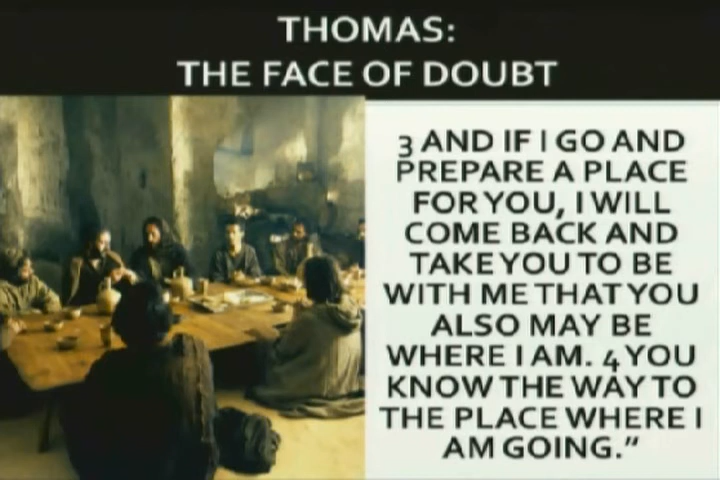 THOMAS:
THE FACE OF DOUBT
3 AND IF I GO AND
PREPARE A PLACE
FOR YOU, I WILL
COME BACK AND
TAKE YOU TO BE
WITH ME THAT YOU
ALSO MAY BE
WHERE I AM. 4 YOU
KNOW THE WAY TO
THE PLACE WHERE I
AM GOING.”